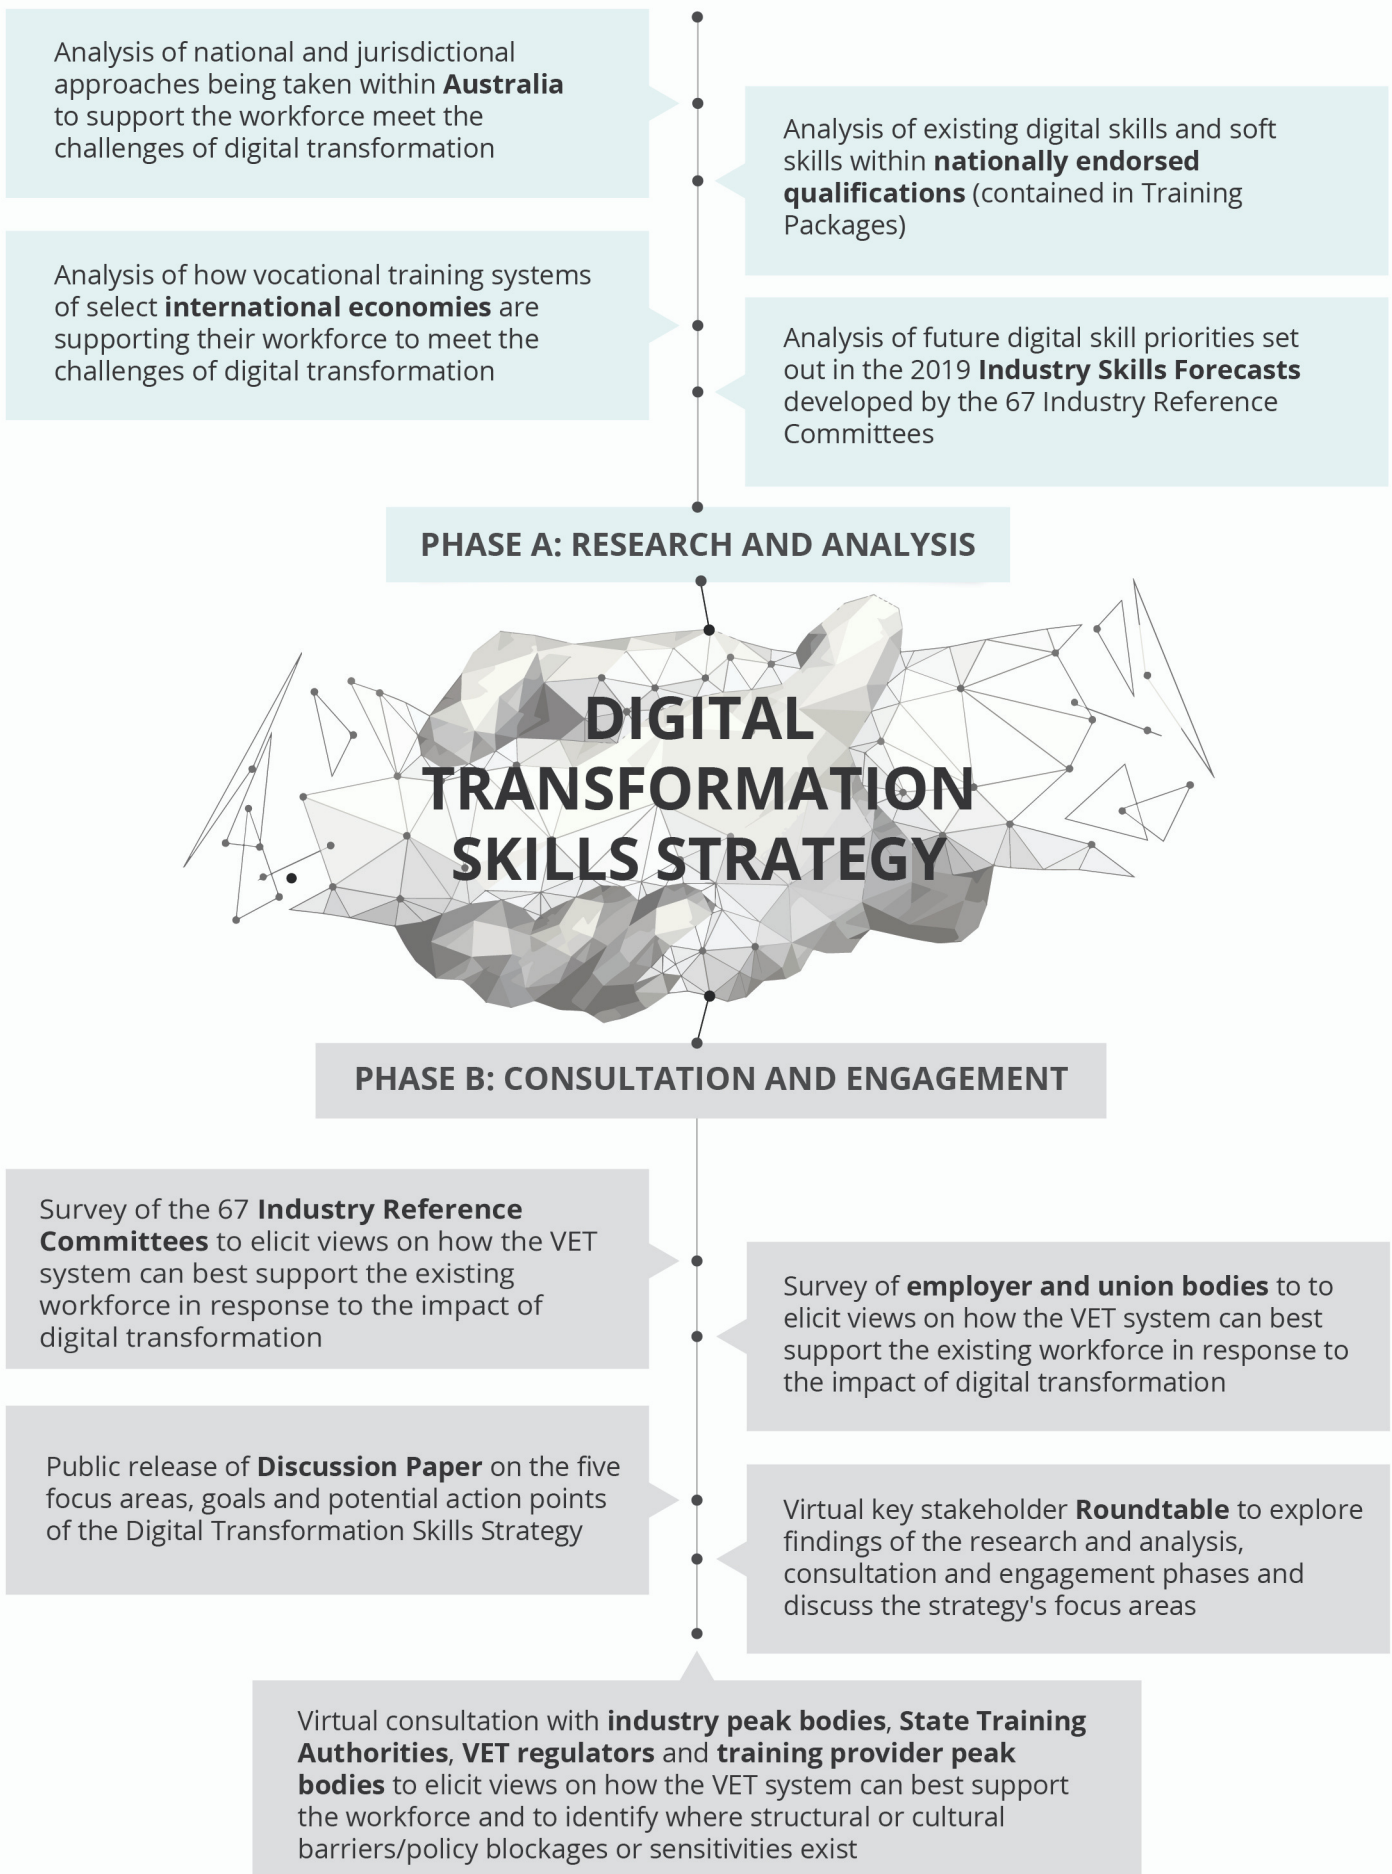 Analysis of national and jurisdictional
approaches being taken within Australia
to support the workforce meet the
challenges of digital transformation
Analysis of existing digital skills and soft
skills within nationally endorsed
qualifications (contained in Training
Packages)
Analysis of how vocational training systems
of select international economies are
supporting their workforce to meet the
challenges of digital transformation
Analysis of future digital skill priorities set
out in the 2019 Industry Skills Forecasts
developed by the 67 Industry Reference
Committees
PHASE A: RESEARCH AND ANALYSIS
DIGITAL
TRANSFORMATION
SKILLS STRATEGY
PHASE B: CONSULTATION AND ENGAGEMENT
Survey of the 67 Industry Reference
Committees to elicit views on how the VET
system can best support the existing
workforce in response to the impact of
digital transformation
Survey of employer and union bodies to to
elicit views on how the VET system can best
support the existing workforce in response to
the impact of digital transformation
Public release of Discussion Paper on the five
focus areas, goals and potential action points
of the Digital Transformation Skills Strategy
Virtual key stakeholder Roundtable to explore
findings of the research and analysis,
consultation and engagement phases and
discuss the strategy's focus areas
Virtual consultation with industry peak bodies, State Training
Authorities, VET regulators and training provider peak
bodies to elicit views on how the VET system can best support
the workforce and to identify where structural or cultural
barriers/policy blockages or sensitivities exist